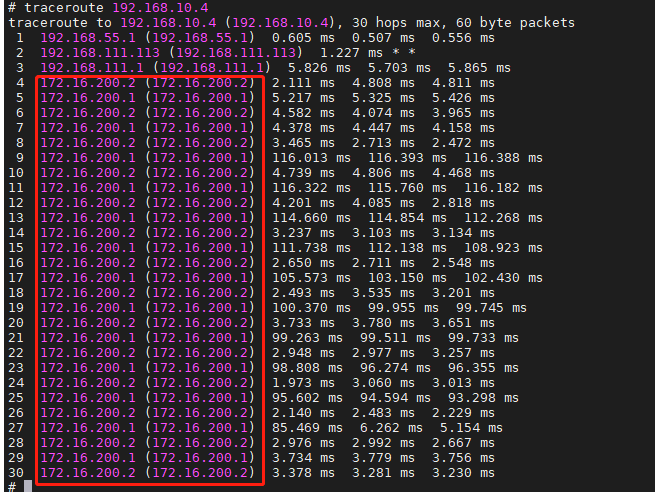 # traceroute 192.168.10.4
traceroute to 192.168.10.4 (192.168.10.4), 30 hops max, 60 byte packets
1 192.168.55.1 (192.168.55.1) 0.605 ms 0.507 ms 0.556 ms
2 192.168.111.113 (192.168.111.113) 1.227 ms * *
3 192.168.111.1 (192.168.111.1) 5.826 ms 5.703 ms 5.865 ms
4 172.16.200.2 (172.16.200.2) 2.111 ms 4.808 ms 4.811 ms
5 172.16.200.1 (172.16.200.1) 5.217 ms 5.325 ms 5.426 ms
6 172.16.200.2 (172.16.200.2) 4.582 ms 4.074 ms 3.965 ms
7 172.16.200.1 (172.16.200.1) 4.378 ms 4.447 ms 4.158 ms
8 172.16.200.2 (172.16.200.2) 3.465 ms 2.713 ms 2.472 ms
9 172.16.200.1 (172.16.200.1) 116.013 ms 116.393 ms 116.388 ms
10 172.16.200.2 (172.16.200.2) 4.739 ms 4.806 ms 4.468 ms
11 172.16.200.1 (172.16.200.1) 116.322 ms 115.760 ms 116.182 ms
12 172.16.200.2 (172.16.200.2) 4.201 ms 4.085 ms 2.818 ms
13 172.16.200.1 (172.16.200.1) 114.660 ms 114.854 ms 112.268 ms
14 172.16.200.2 (172.16.200.2) 3.237 ms 3.103 ms 3.134 ms
15 172.16.200.1 (172.16.200.1) 111.738 ms 112.138 ms 108.923 ms
16 172.16.200.2 (172.16.200.2) 2.650 ms 2.711 ms 2.548 ms
17 172.16.200.1 (172.16.200.1) 105.573 ms 103.150 ms 102.430 ms
18 172.16.200.2 (172.16.200.2) 2.493 ms 3.535 ms 3.201 ms
19 172.16.200.1 (172.16.200.1) 100.370 ms 99.955 ms 99.745 ms
20 172.16.200.2 (172.16.200.2) 3.733 ms 3.780 ms 3.651 ms
21 172.16.200.1 (172.16.200.1) 99.263 ms 99.511 ms 99.733 ms
22 172.16.200.2 (172.16.200.2) 2.948 ms 2.977 ms 3.257 ms
23 172.16.200.1 (172.16.200.1) 98.808 ms 96.274 ms 96.355 ms
24 172.16.200.2 (172.16.200.2) 1.973 ms 3.060 ms 3.013 ms
25 172.16.200.1 (172.16.200.1) 95.602 ms 94.594 ms 93.298 ms
26 172.16.200.2 (172.16.200.2) 2.140 ms 2.483 ms 2.229 ms
27 172.16.200.1 (172.16.200.1) 85.469 ms 6.262 ms 5.154 ms
28 172.16.200.2 (172.16.200.2) 2.976 ms 2.992 ms 2.667 ms
29 172.16.200.1 (172.16.200.1) 3.734 ms 3.779 ms 3.756 ms
30 172.16.200.2 (172.16.200.2) 3.378 ms 3.281 ms 3.230 ms
#